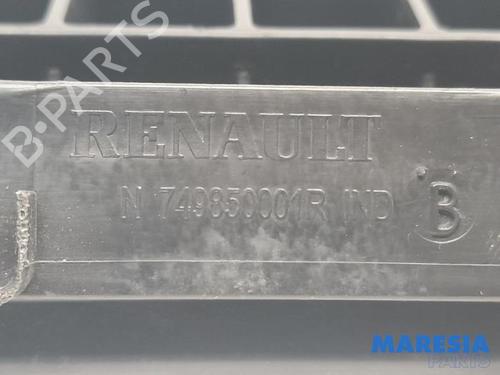 B-PARTS
RENAULT
N 749850001R IND B
MARESIA
PARTS